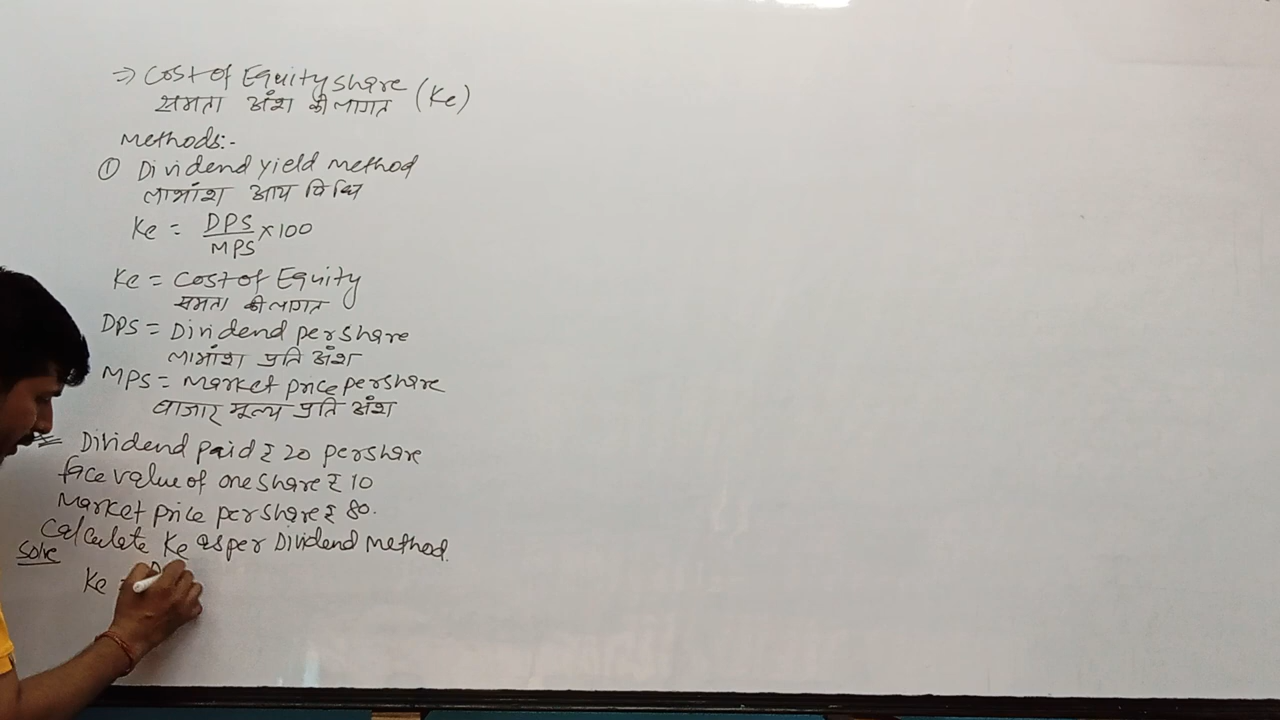 => Cost of Equity share (Ke)
समता अंश की लागत
Methods:-
① Dividend yield method
लाभांश आय विधि
Ke = DPS/MPS × 100
Ke = Cost of Equity
समता की लागत
DPS = Dividend per share
लाभांश प्रति अंश
MPS = Market price per share
बाजार मूल्य प्रति अंश
Dividend paid ₹ 20 per share
face value of one share ₹ 10
Market price per share ₹ 80.
Calculate Ke as per Dividend Method.
Solve
Ke =